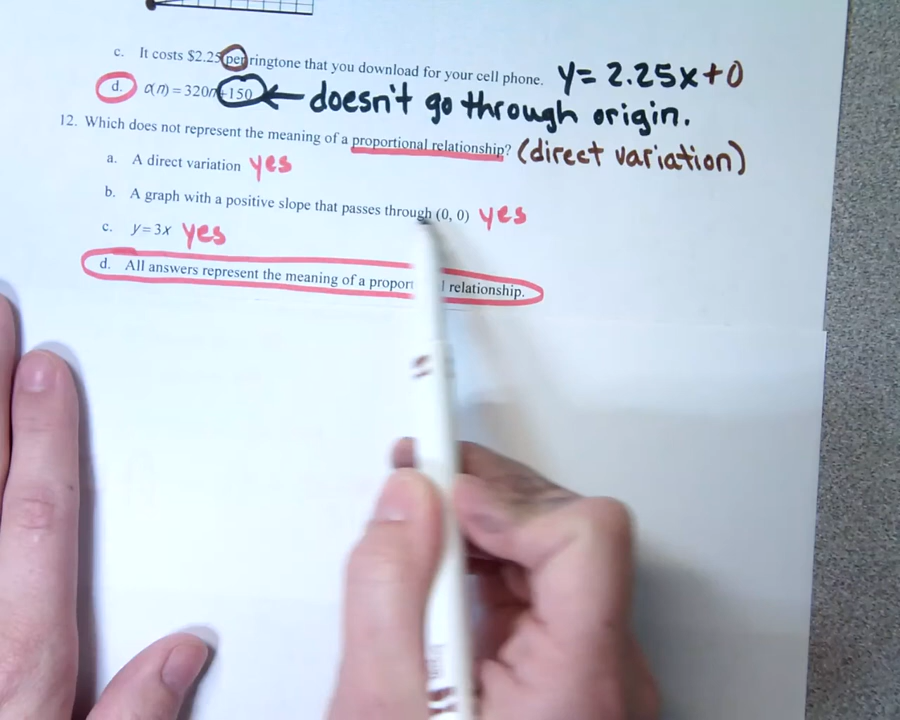 c. It costs $2.25 per ringtone that you download for your cell phone. y = 2.25x+0
d. a(n) = 320n+150 ← doesn't go through origin.
12. Which does not represent the meaning of a proportional relationship? (direct variation)
a. A direct variation yes
b. A graph with a positive slope that passes through (0, 0) yes
c. y = 3x yes
d. All answers represent the meaning of a relationship.